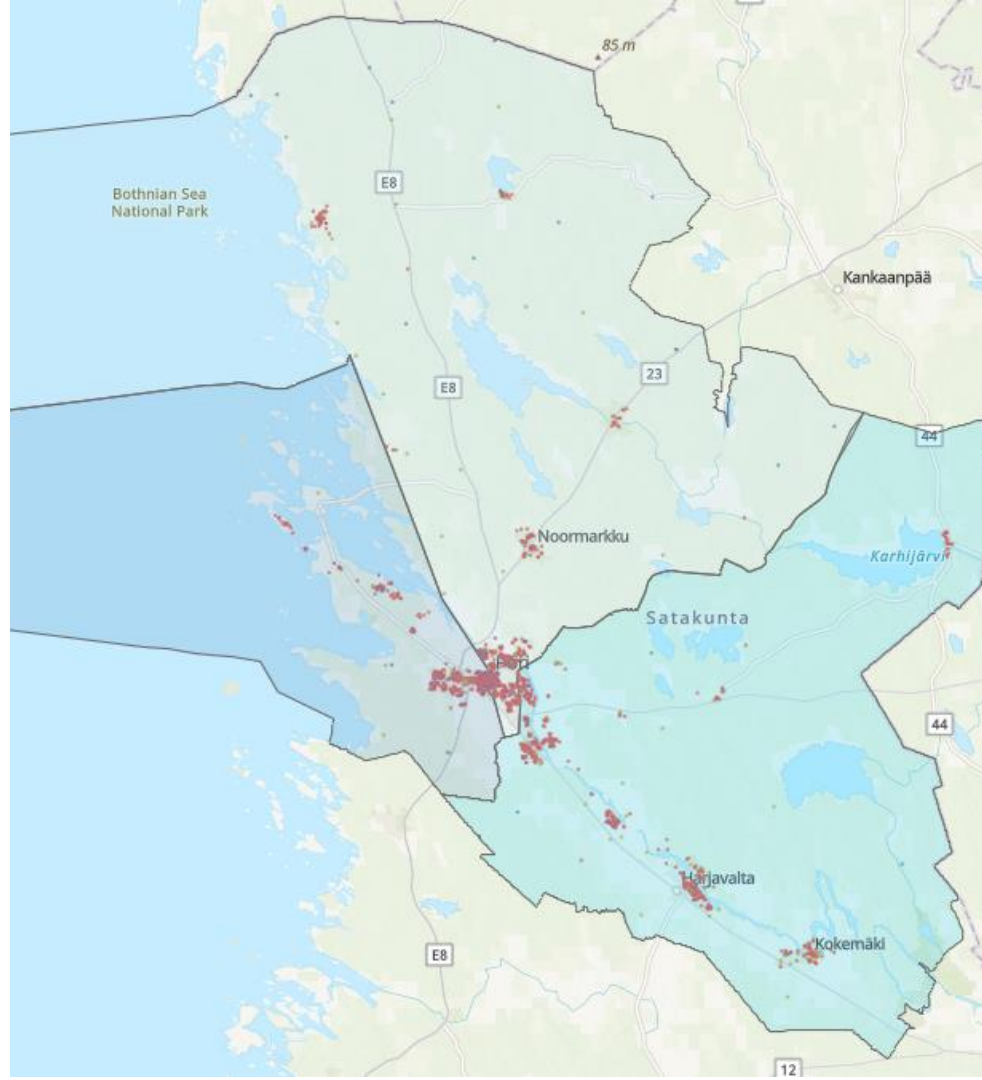 85 m
Bothnian Sea
National Park
E8
Kankaanpää
23
E8
44
Noormarkku
Karhijärvi
Satakunta
Pori
44
Harjavalta
Kokemäki
E8
12